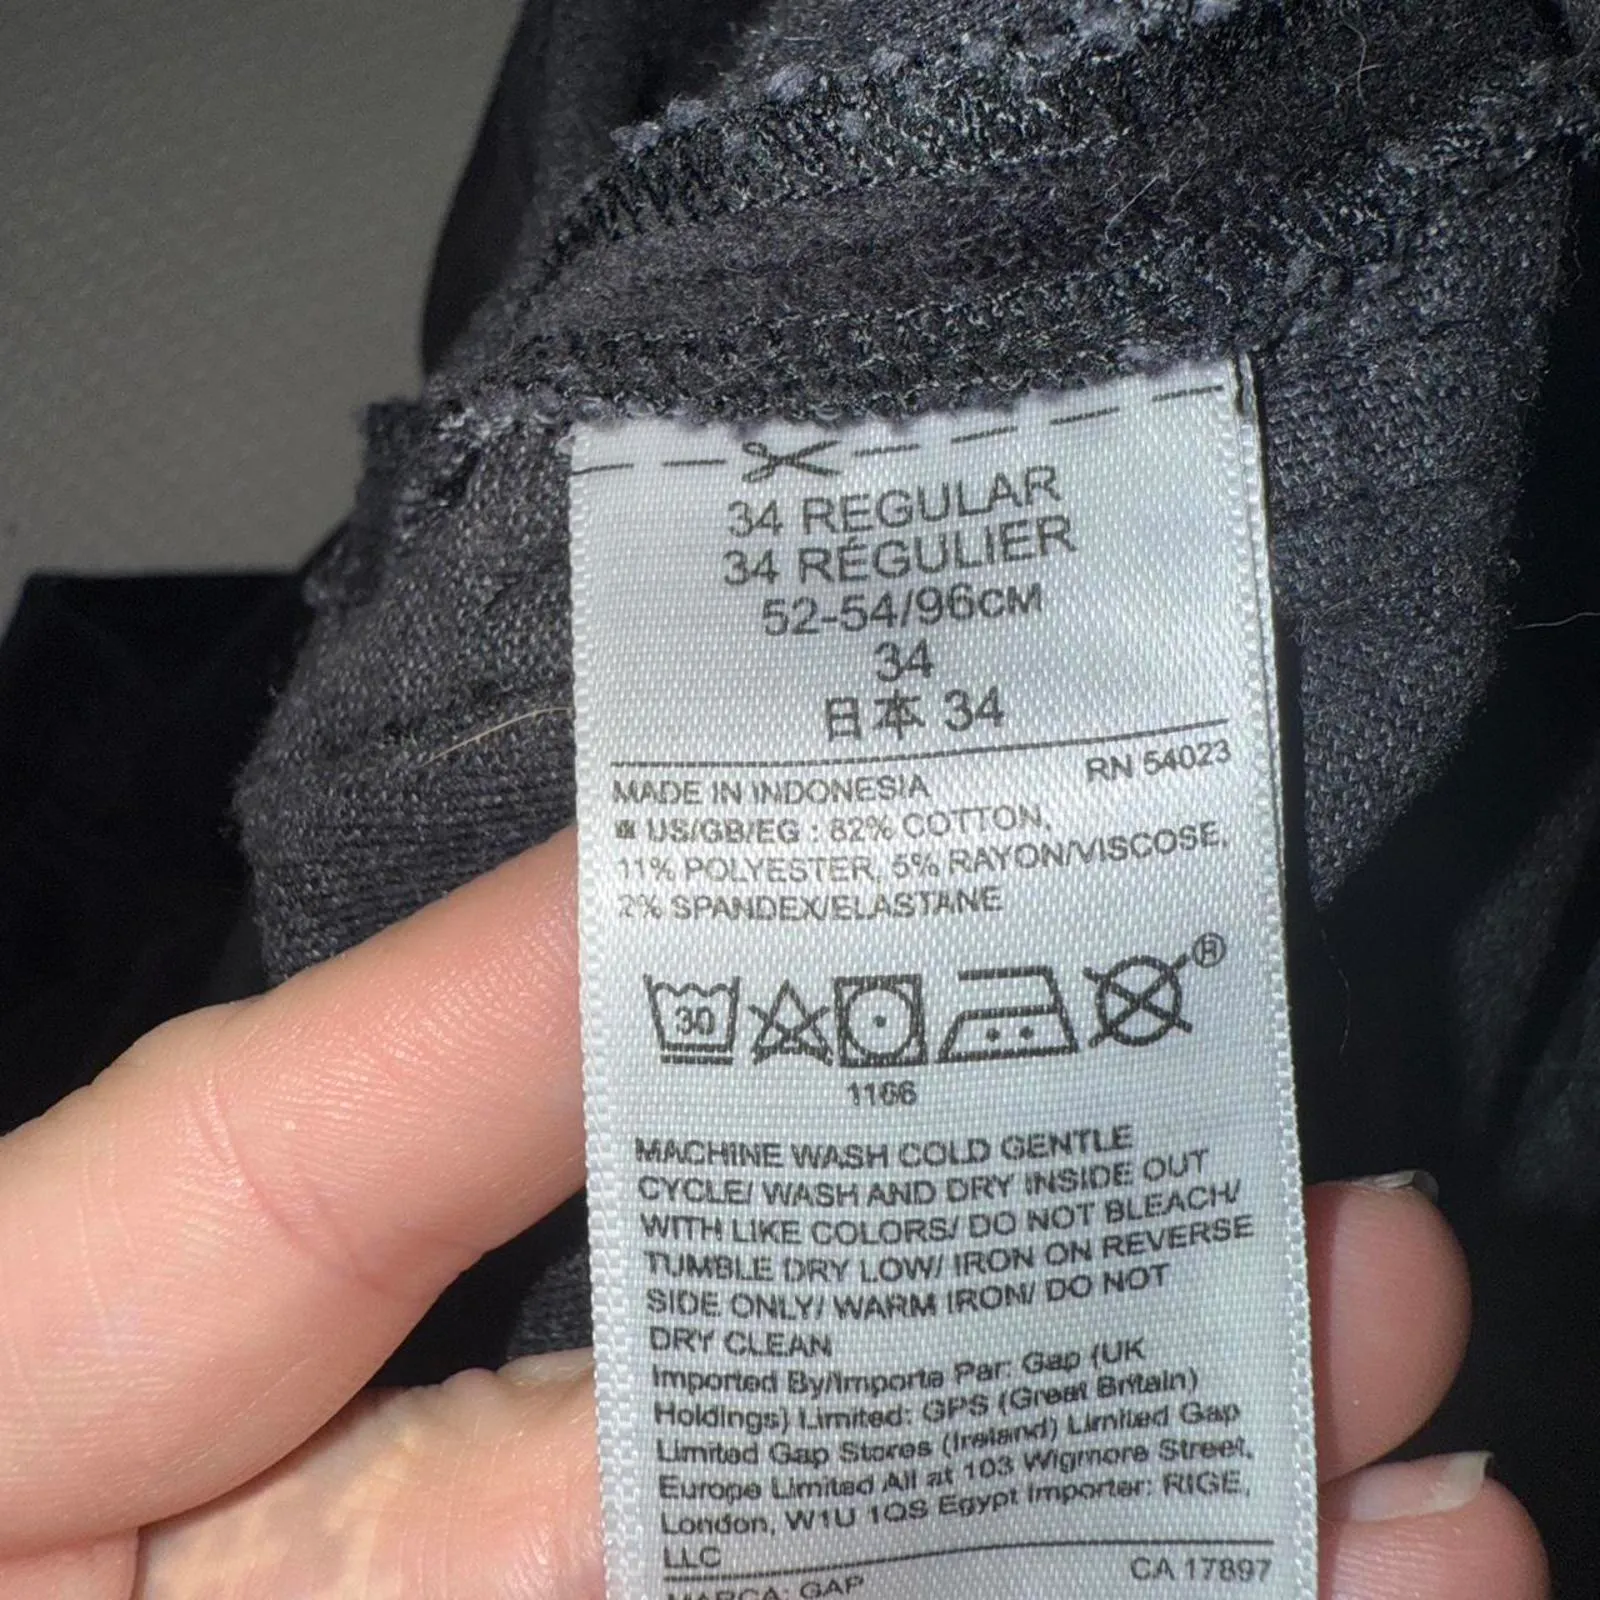 34 REGULAR
34 RÉGULIER
52-54/96CM
34
日本 34
RN 54023
MADE IN INDONESIA
US/GB/EG : 82% COTTON,
11% POLYESTER, 5% RAYON/VISCOSE,
2% SPANDEX/ELASTANE
30
1166
MACHINE WASH COLD GENTLE
CYCLE/ WASH AND DRY INSIDE OUT
WITH LIKE COLORS/ DO NOT BLEACH/
TUMBLE DRY LOW/ IRON ON REVERSE
SIDE ONLY/ WARM IRON/ DO NOT
DRY CLEAN
Imported By/Importe Par: Gap (UK
Holdings) Limited: GPS (Great Britain)
Limited Gap Stores (Ireland) Limited Gap
Europe Limited All at 103 Wigmore Street,
London, W1U 1QS Egypt Importer: RIGE,
LLC
CA 17897
MARCA: GAP